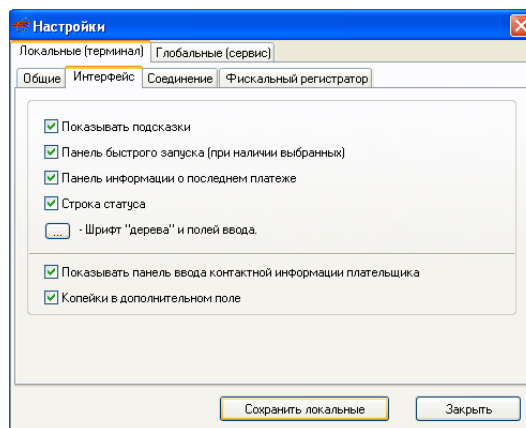 Настройки
Локальные (терминал) Глобальные (сервис)
Общие Интерфейс Соединение Фискальный регистратор
Показывать подсказки
Панель быстрого запуска (при наличии выбранных)
Панель информации о последнем платеже
Строка статуса
... - Шрифт "дерева" и полей ввода.
Показывать панель ввода контактной информации плательщика
Копейки в дополнительном поле
Сохранить локальные Закрыть